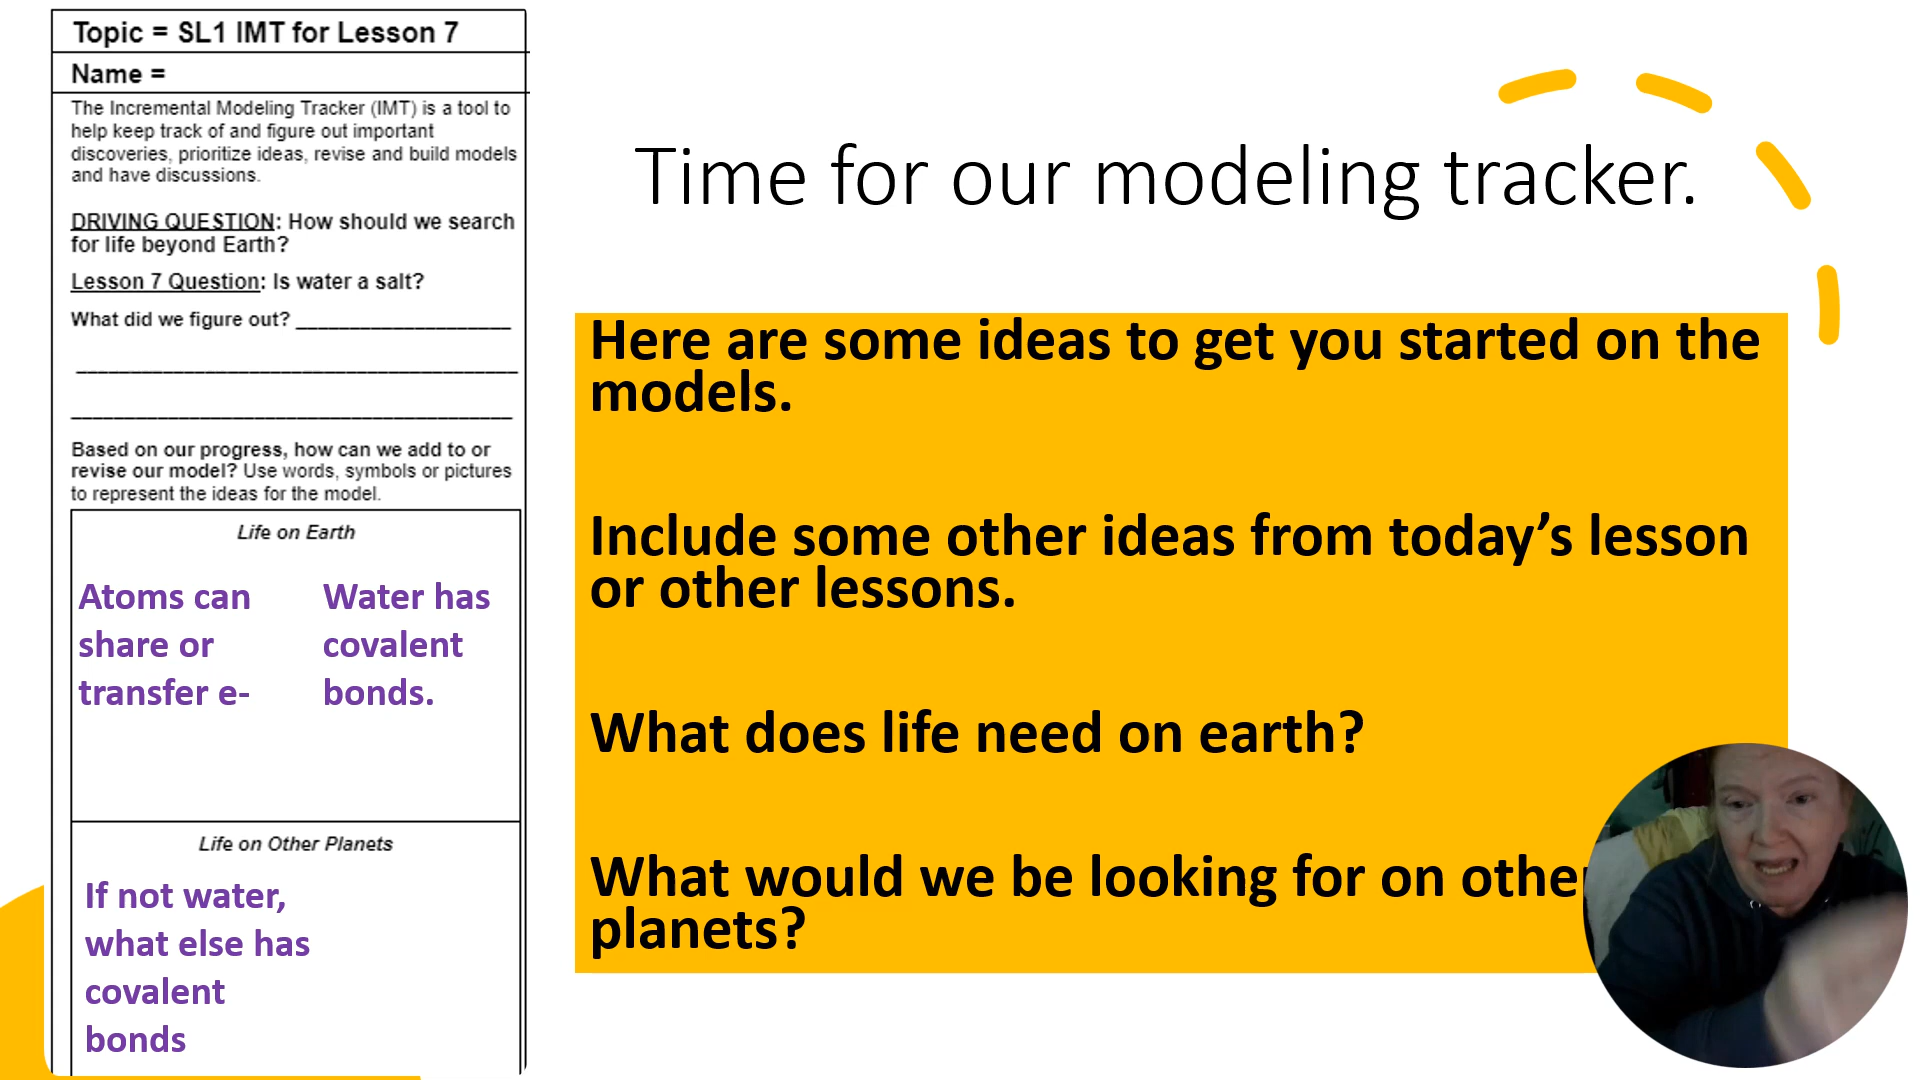 Topic = SL1 IMT for Lesson 7
Name =
The Incremental Modeling Tracker (IMT) is a tool to
help keep track of and figure out important
discoveries, prioritize ideas, revise and build models
and have discussions.
DRIVING QUESTION: How should we search
for life beyond Earth?
Lesson 7 Question: Is water a salt?
What did we figure out? ____________________
Based on our progress, how can we add to or
revise our model? Use words, symbols or pictures
to represent the ideas for the model.
Life on Earth
Atoms can
share or
transfer e-
Water has
covalent
bonds.
Life on Other Planets
If not water,
what else has
covalent
bonds
Time for our modeling tracker.
Here are some ideas to get you started on the
models.
Include some other ideas from today’s lesson
or other lessons.
What does life need on earth?
What would we be looking for on other
planets?